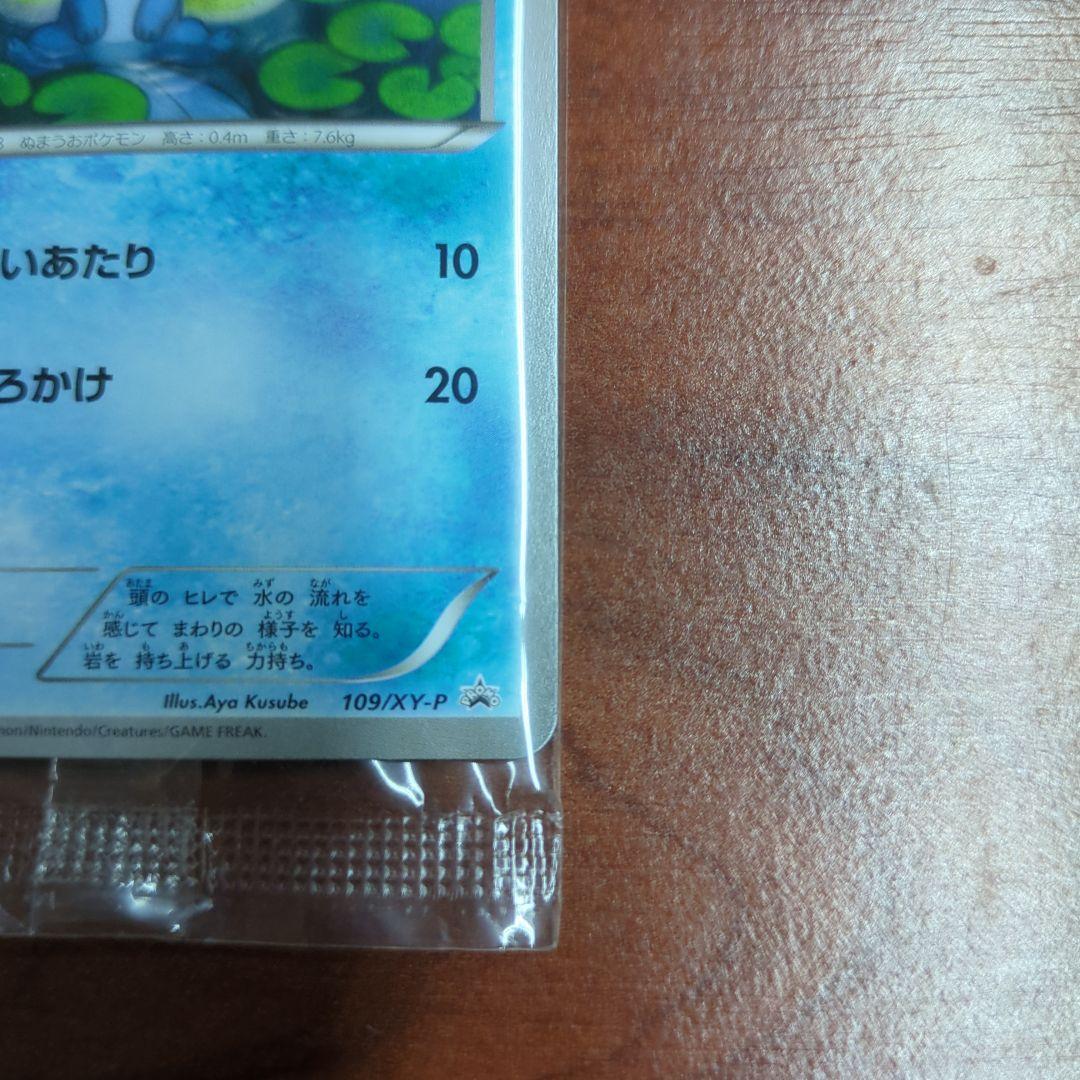 ぬまうおポケモン 高さ：0.4m 重さ：7.6kg
いあたり 10
ろかけ 20
頭の ヒレで 水の 流れを
感じて まわりの 様子を 知る。
岩を 持ち上げる 力持ち。
Illus.Aya Kusube 109/XY-P
mon/Nintendo/Creatures/GAME FREAK.